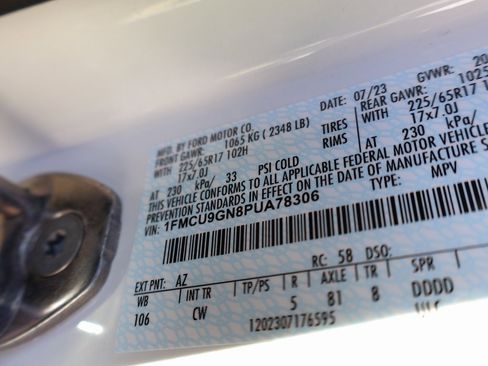 MFD. BY FORD MOTOR CO.
DATE: 07/23 GVWR: 20
FRONT GAWR: 1065 KG ( 2348 LB) REAR GAWR: 1025
WITH 225/65R17 102H TIRES WITH 225/65R17
17x7.0J RIMS 17x7.0J
AT 230 kPa/ 33 PSI COLD AT 230 kPa/
THIS VEHICLE CONFORMS TO ALL APPLICABLE FEDERAL MOTOR VEHICLE
PREVENTION STANDARDS IN EFFECT ON THE DATE OF MANUFACTURE S
1FMCU9GN8PUA78306 TYPE: MPV
EXT PNT: AZ RC: 58 DSO:
WB INT TR TP/PS R AXLE TR SPR
106 CW 5 81 8 DDDD
1202307176595